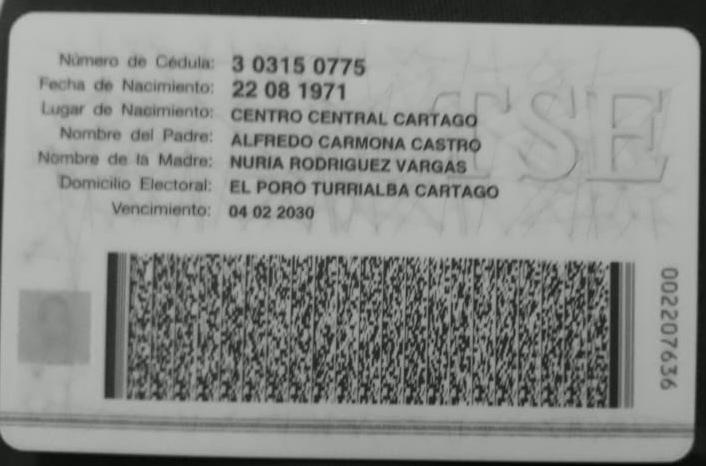 Número de Cédula: 3 0315 0775
Fecha de Nacimiento: 22 08 1971
Lugar de Nacimiento: CENTRO CENTRAL CARTAGO
Nombre del Padre: ALFREDO CARMONA CASTRO
Nombre de la Madre: NURIA RODRIGUEZ VARGAS
Domicilio Electoral: EL PORO TURRIALBA CARTAGO
Vencimiento: 04 02 2030
TSE
002207636